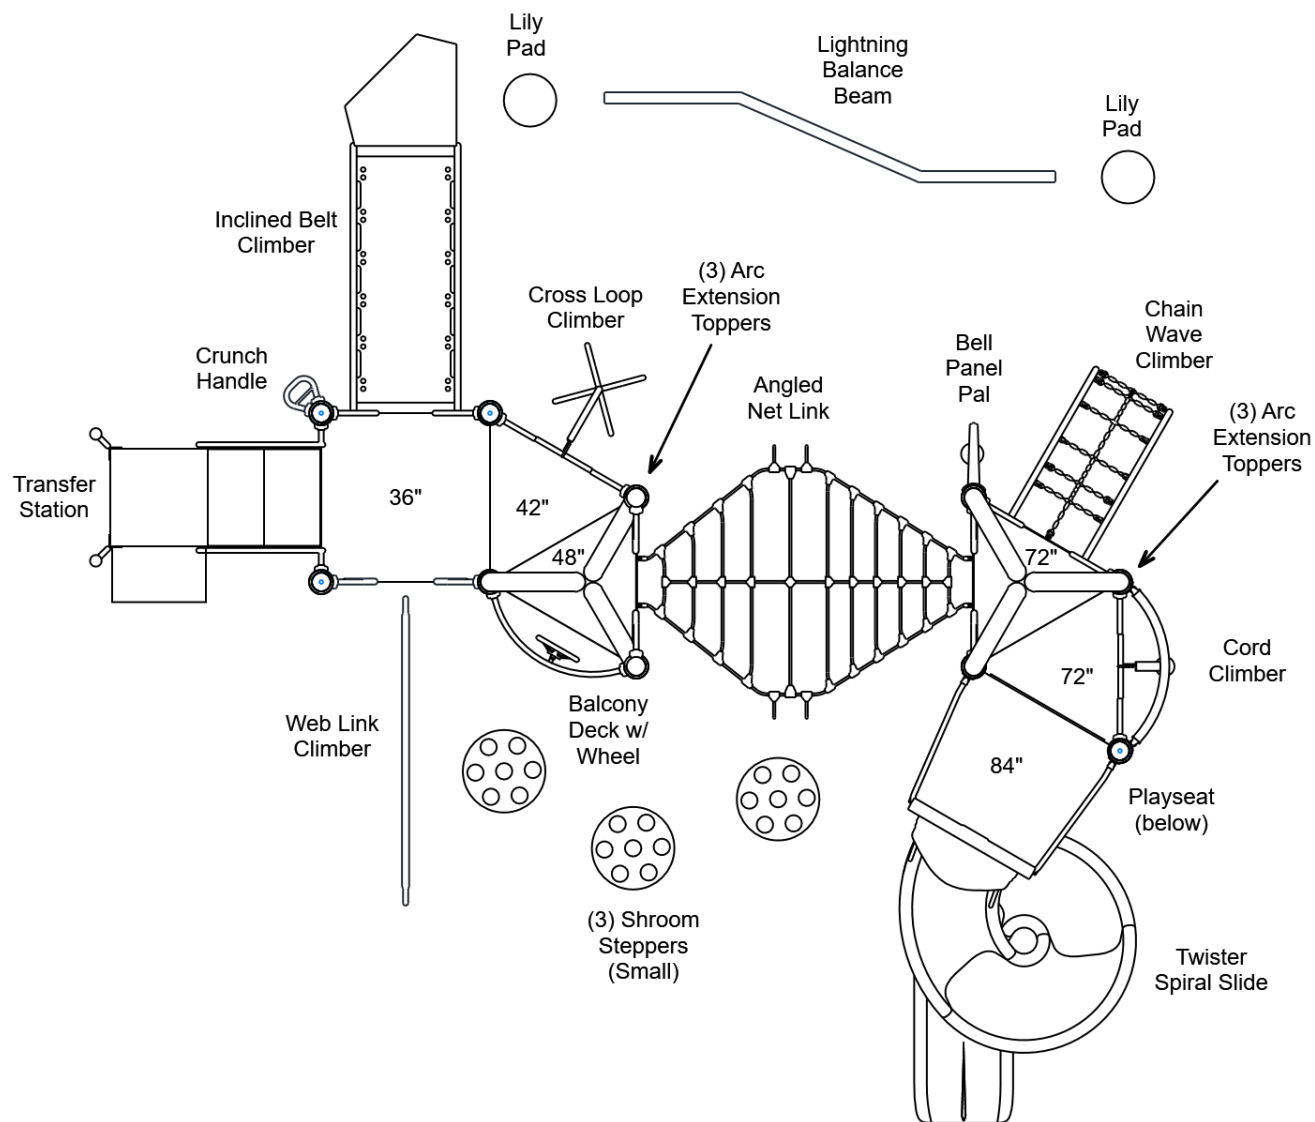 Lily
Pad
Lightning
Balance
Beam
Lily
Pad
Inclined Belt
Climber
Cross Loop
Climber
(3) Arc
Extension
Toppers
Chain
Wave
Climber
Crunch
Handle
Angled
Net Link
Bell
Panel
Pal
(3) Arc
Extension
Toppers
Transfer
Station
36"
42"
48"
72"
72"
Cord
Climber
Web Link
Climber
Balcony
Deck w/
Wheel
84"
Playseat
(below)
(3) Shroom
Steppers
(Small)
Twister
Spiral Slide